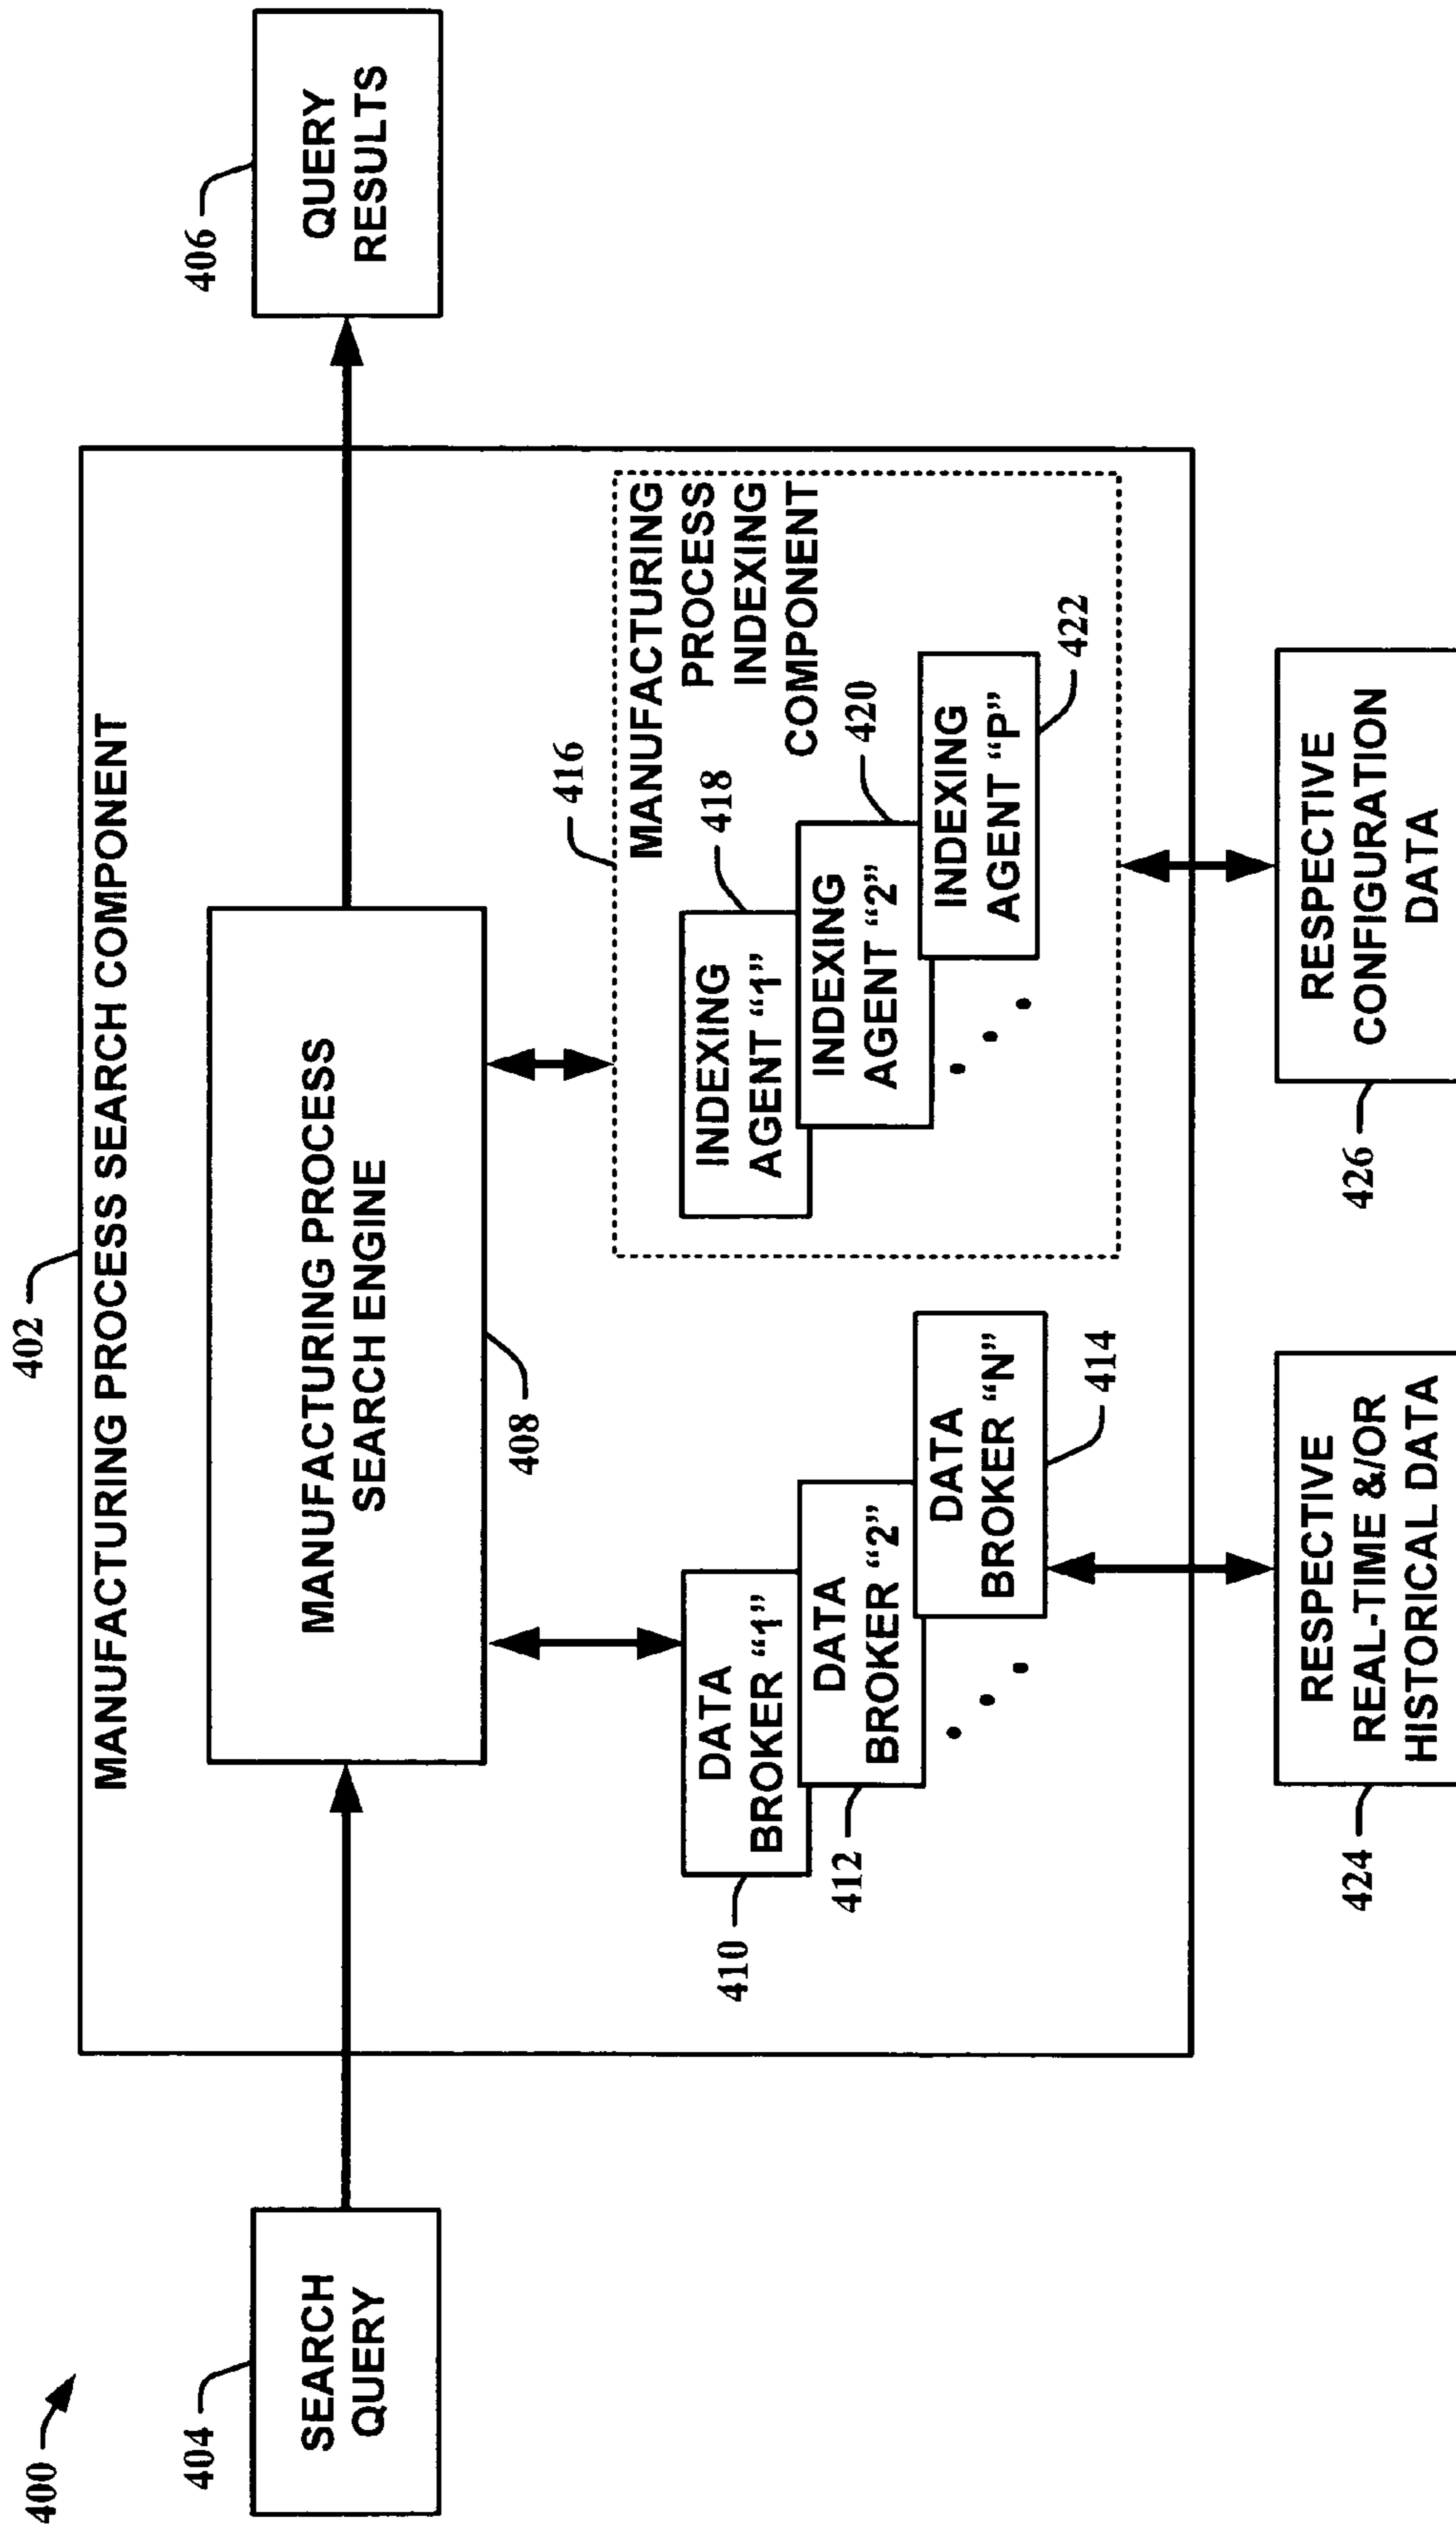 400
402
MANUFACTURING PROCESS SEARCH COMPONENT
404
SEARCH
QUERY
MANUFACTURING PROCESS
SEARCH ENGINE
408
406
QUERY
RESULTS
410
DATA
BROKER “1”
412
DATA
BROKER “2”
DATA
BROKER “N”
414
416
MANUFACTURING
PROCESS
INDEXING
COMPONENT
418
INDEXING
AGENT “1”
420
INDEXING
AGENT “2”
INDEXING
AGENT “P”
422
424
RESPECTIVE
REAL-TIME &/OR
HISTORICAL DATA
426
RESPECTIVE
CONFIGURATION
DATA